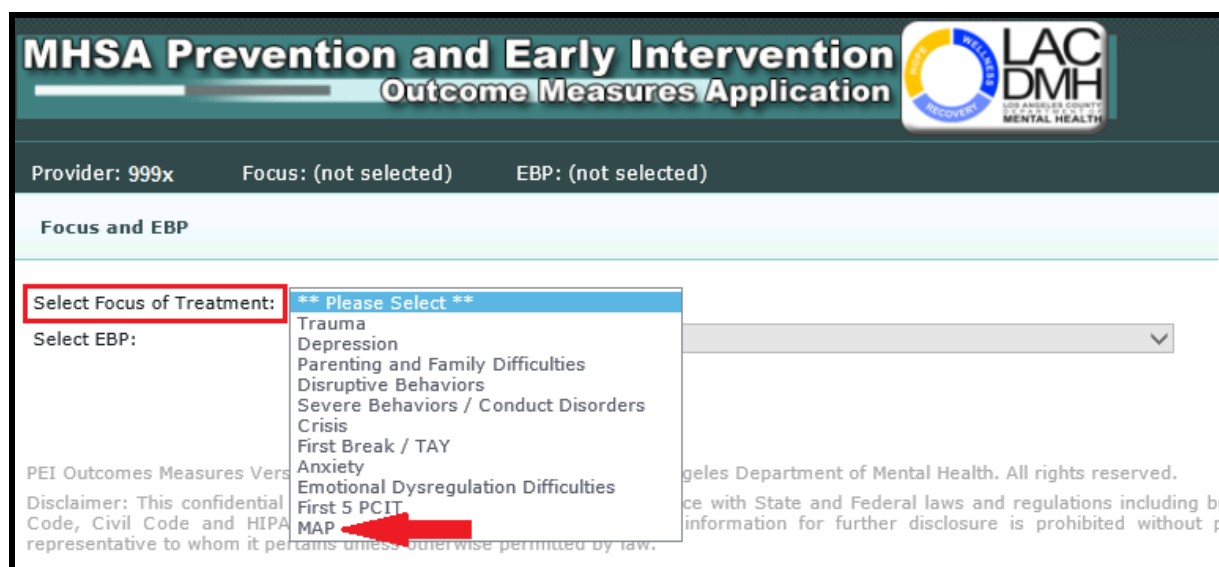 MHSA Prevention and Early Intervention
Outcome Measures Application
HOPE
WELLNESS
RECOVERY
LAC
DMH
LOS ANGELES COUNTY
DEPARTMENT OF
MENTAL HEALTH
Provider: 999x Focus: (not selected) EBP: (not selected)
Focus and EBP
Select Focus of Treatment:
** Please Select **
Trauma
Depression
Parenting and Family Difficulties
Disruptive Behaviors
Severe Behaviors / Conduct Disorders
Crisis
First Break / TAY
Anxiety
Emotional Dysregulation Difficulties
First 5 PCIT
MAP
Select EBP:
PEI Outcomes Measures geles Department of Mental Health. All rights reserved.
Disclaimer: This confidential ce with State and Federal laws and regulations including
Code, Civil Code and information for further disclosure is prohibited without
representative to whom it pertains unless otherwise permitted by law.